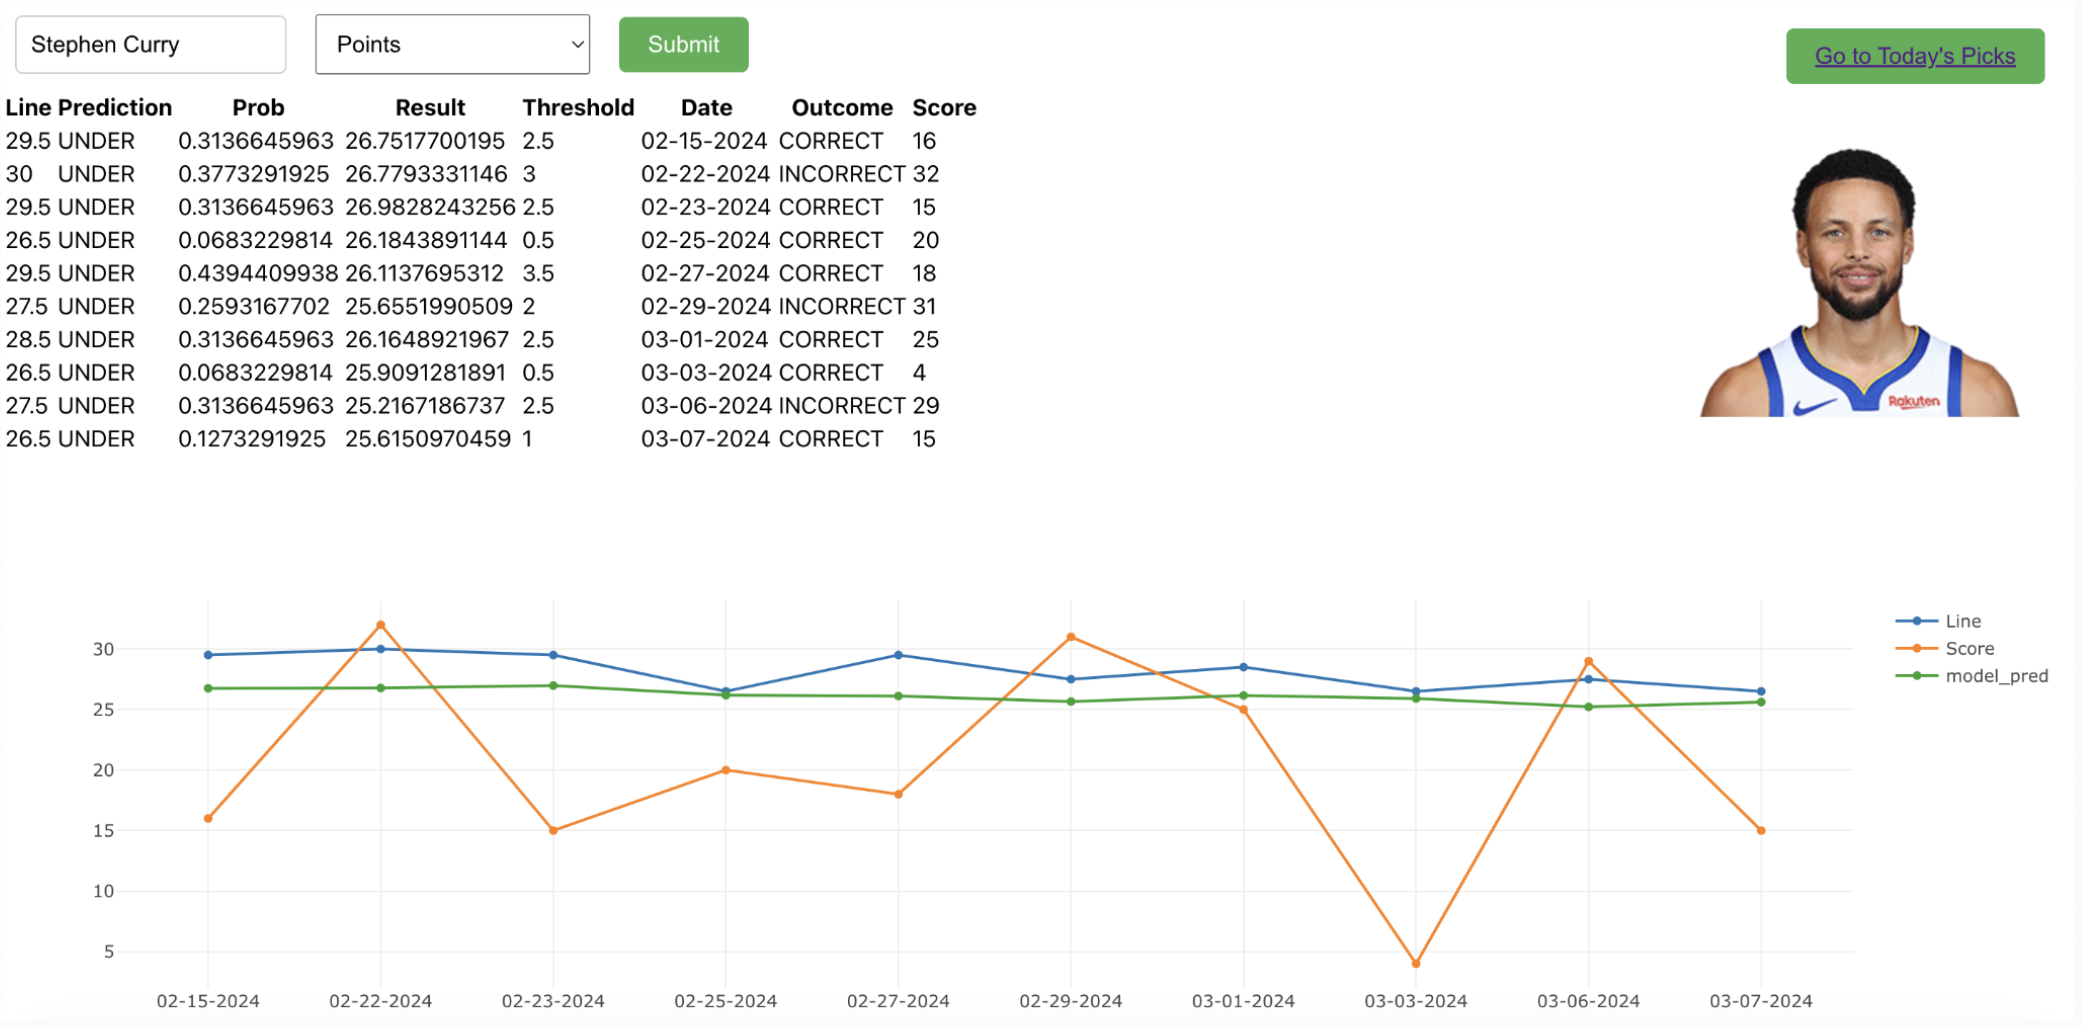 Stephen Curry Points Submit Go to Today's Picks
Line Prediction Prob Result Threshold Date Outcome Score
29.5 UNDER 0.3136645963 26.7517700195 2.5 02-15-2024 CORRECT 16
30 UNDER 0.3773291925 26.7793331146 3 02-22-2024 INCORRECT 32
29.5 UNDER 0.3136645963 26.9828243256 2.5 02-23-2024 CORRECT 15
26.5 UNDER 0.0683229814 26.1843891144 0.5 02-25-2024 CORRECT 20
29.5 UNDER 0.4394409938 26.1137695312 3.5 02-27-2024 CORRECT 18
27.5 UNDER 0.2593167702 25.6551990509 2 02-29-2024 INCORRECT 31
28.5 UNDER 0.3136645963 26.1648921967 2.5 03-01-2024 CORRECT 25
26.5 UNDER 0.0683229814 25.9091281891 0.5 03-03-2024 CORRECT 4
27.5 UNDER 0.3136645963 25.2167186737 2.5 03-06-2024 INCORRECT 29
26.5 UNDER 0.1273291925 25.6150970459 1 03-07-2024 CORRECT 15
Rakuten
Line
Score
model_pred
30
25
20
15
10
5
02-15-2024 02-22-2024 02-23-2024 02-25-2024 02-27-2024 02-29-2024 03-01-2024 03-03-2024 03-06-2024 03-07-2024